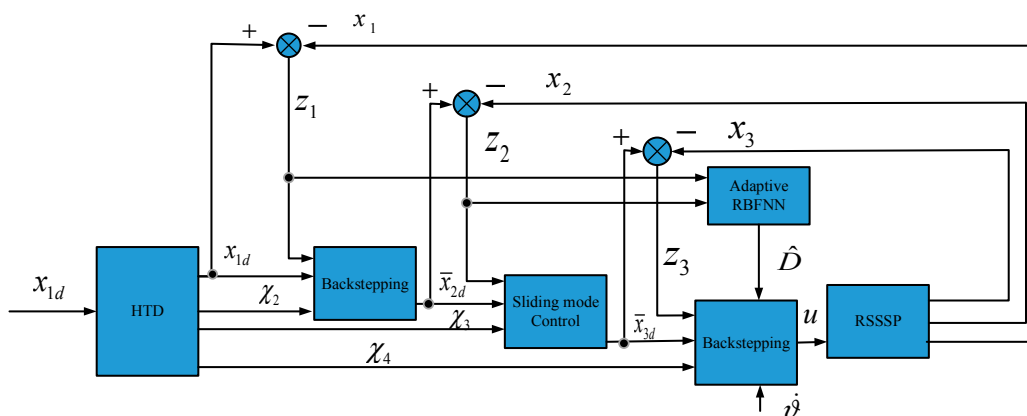 + − x₁
+ − x₂
z₁
+ − x₃
z₂
Adaptive
RBFNN
z₃
D̂
x₁d
x₁d
HTD
χ₂
Backstepping
x̄₂d
χ₃
Sliding mode
Control
x̄₃d
χ₄
Backstepping
u
RSSSP
ϑ̇